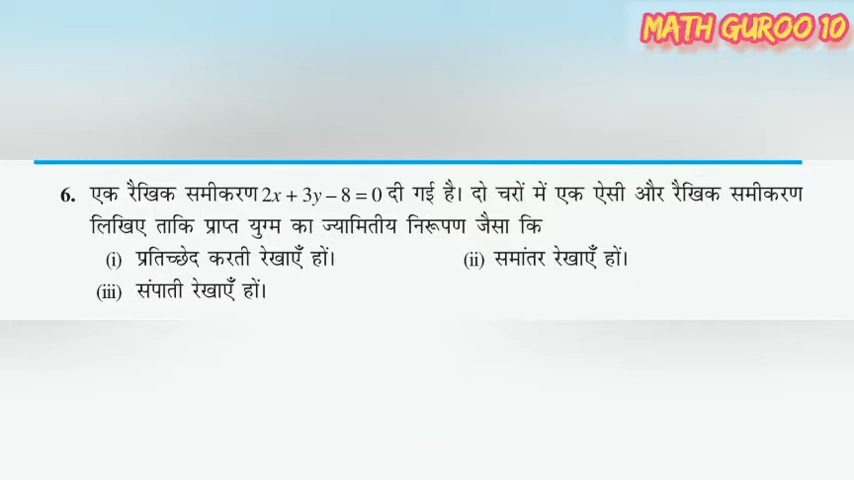 MATH GUROO 10
6. एक रैखिक समीकरण 2x + 3y – 8 = 0 दी गई है। दो चरों में एक ऐसी और रैखिक समीकरण
लिखिए ताकि प्राप्त युग्म का ज्यामितीय निरूपण जैसा कि
(i) प्रतिच्छेद करती रेखाएँ हों। (ii) समांतर रेखाएँ हों।
(iii) संपाती रेखाएँ हों।